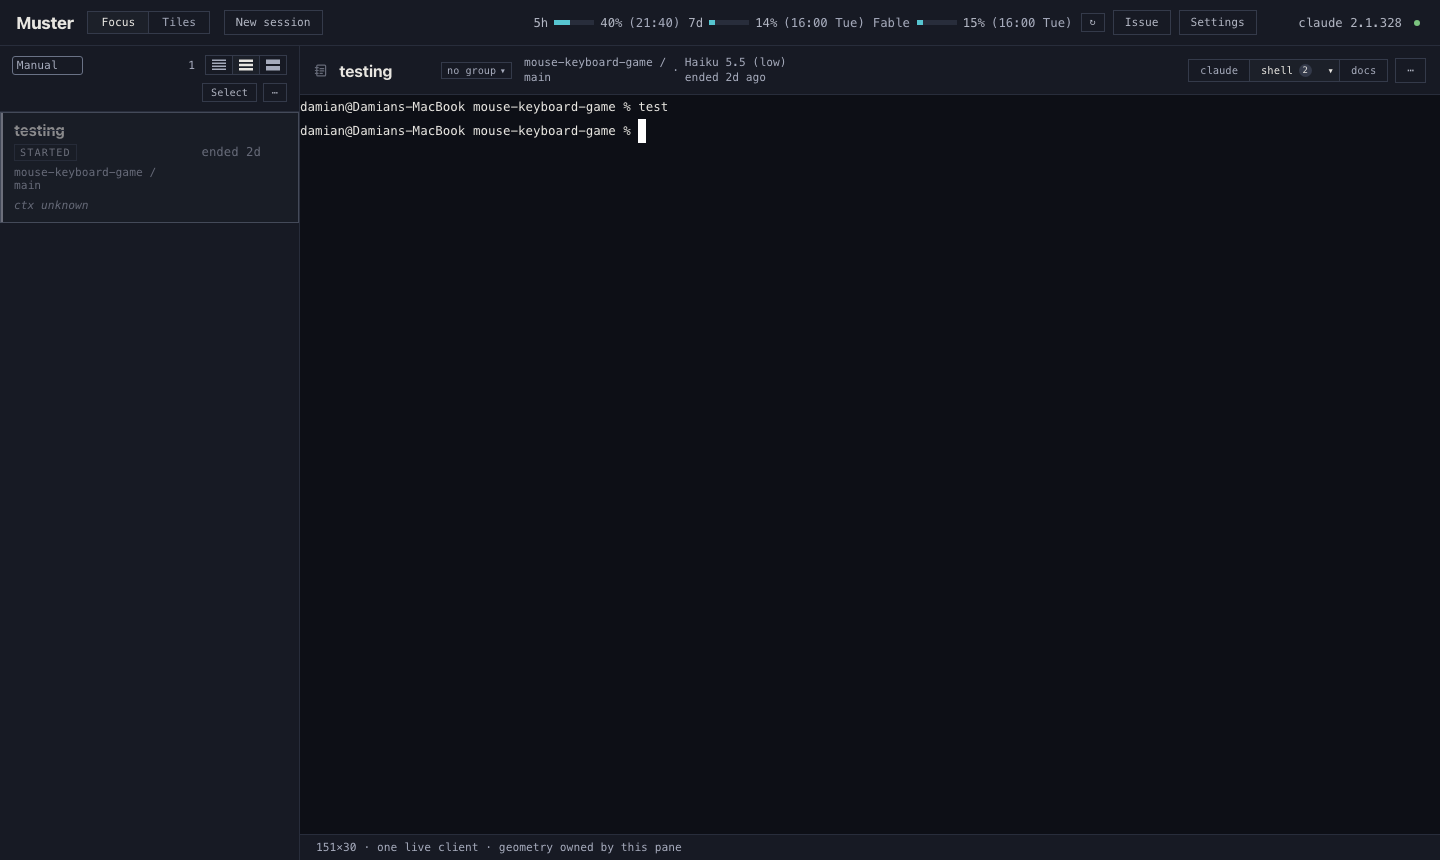 Muster Focus Tiles New session 5h 40% (21:40) 7d 14% (16:00 Tue) Fable 15% (16:00 Tue) ↻ Issue Settings claude 2.1.328
Manual 1
Select …
testing
STARTED ended 2d
mouse-keyboard-game /
main
ctx unknown
testing no group ▾ mouse-keyboard-game / main · Haiku 5.5 (low) ended 2d ago claude shell 2 ▾ docs …
damian@Damians-MacBook mouse-keyboard-game % test
damian@Damians-MacBook mouse-keyboard-game %
151×30 · one live client · geometry owned by this pane